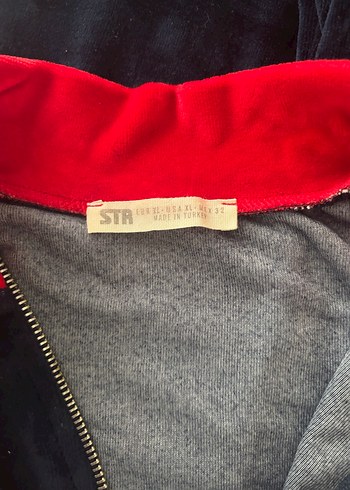 STR EUR XL • USA XL • MEX 32
MADE IN TURKEY